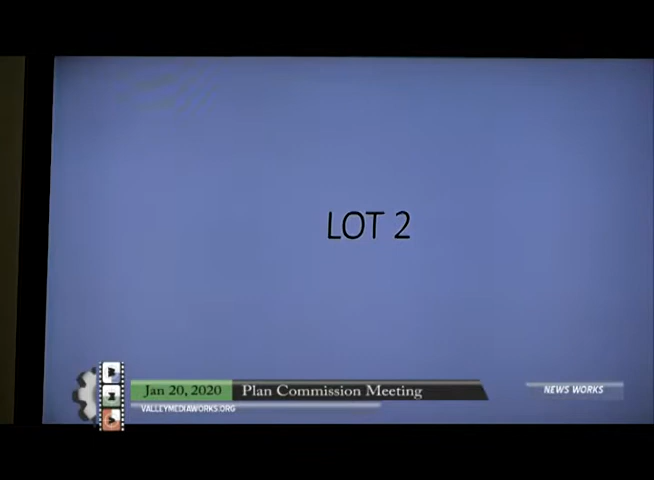 LOT 2
Jan 20, 2020 Plan Commission Meeting
NEWS WORKS
VALLEYMEDIAWORKS.ORG